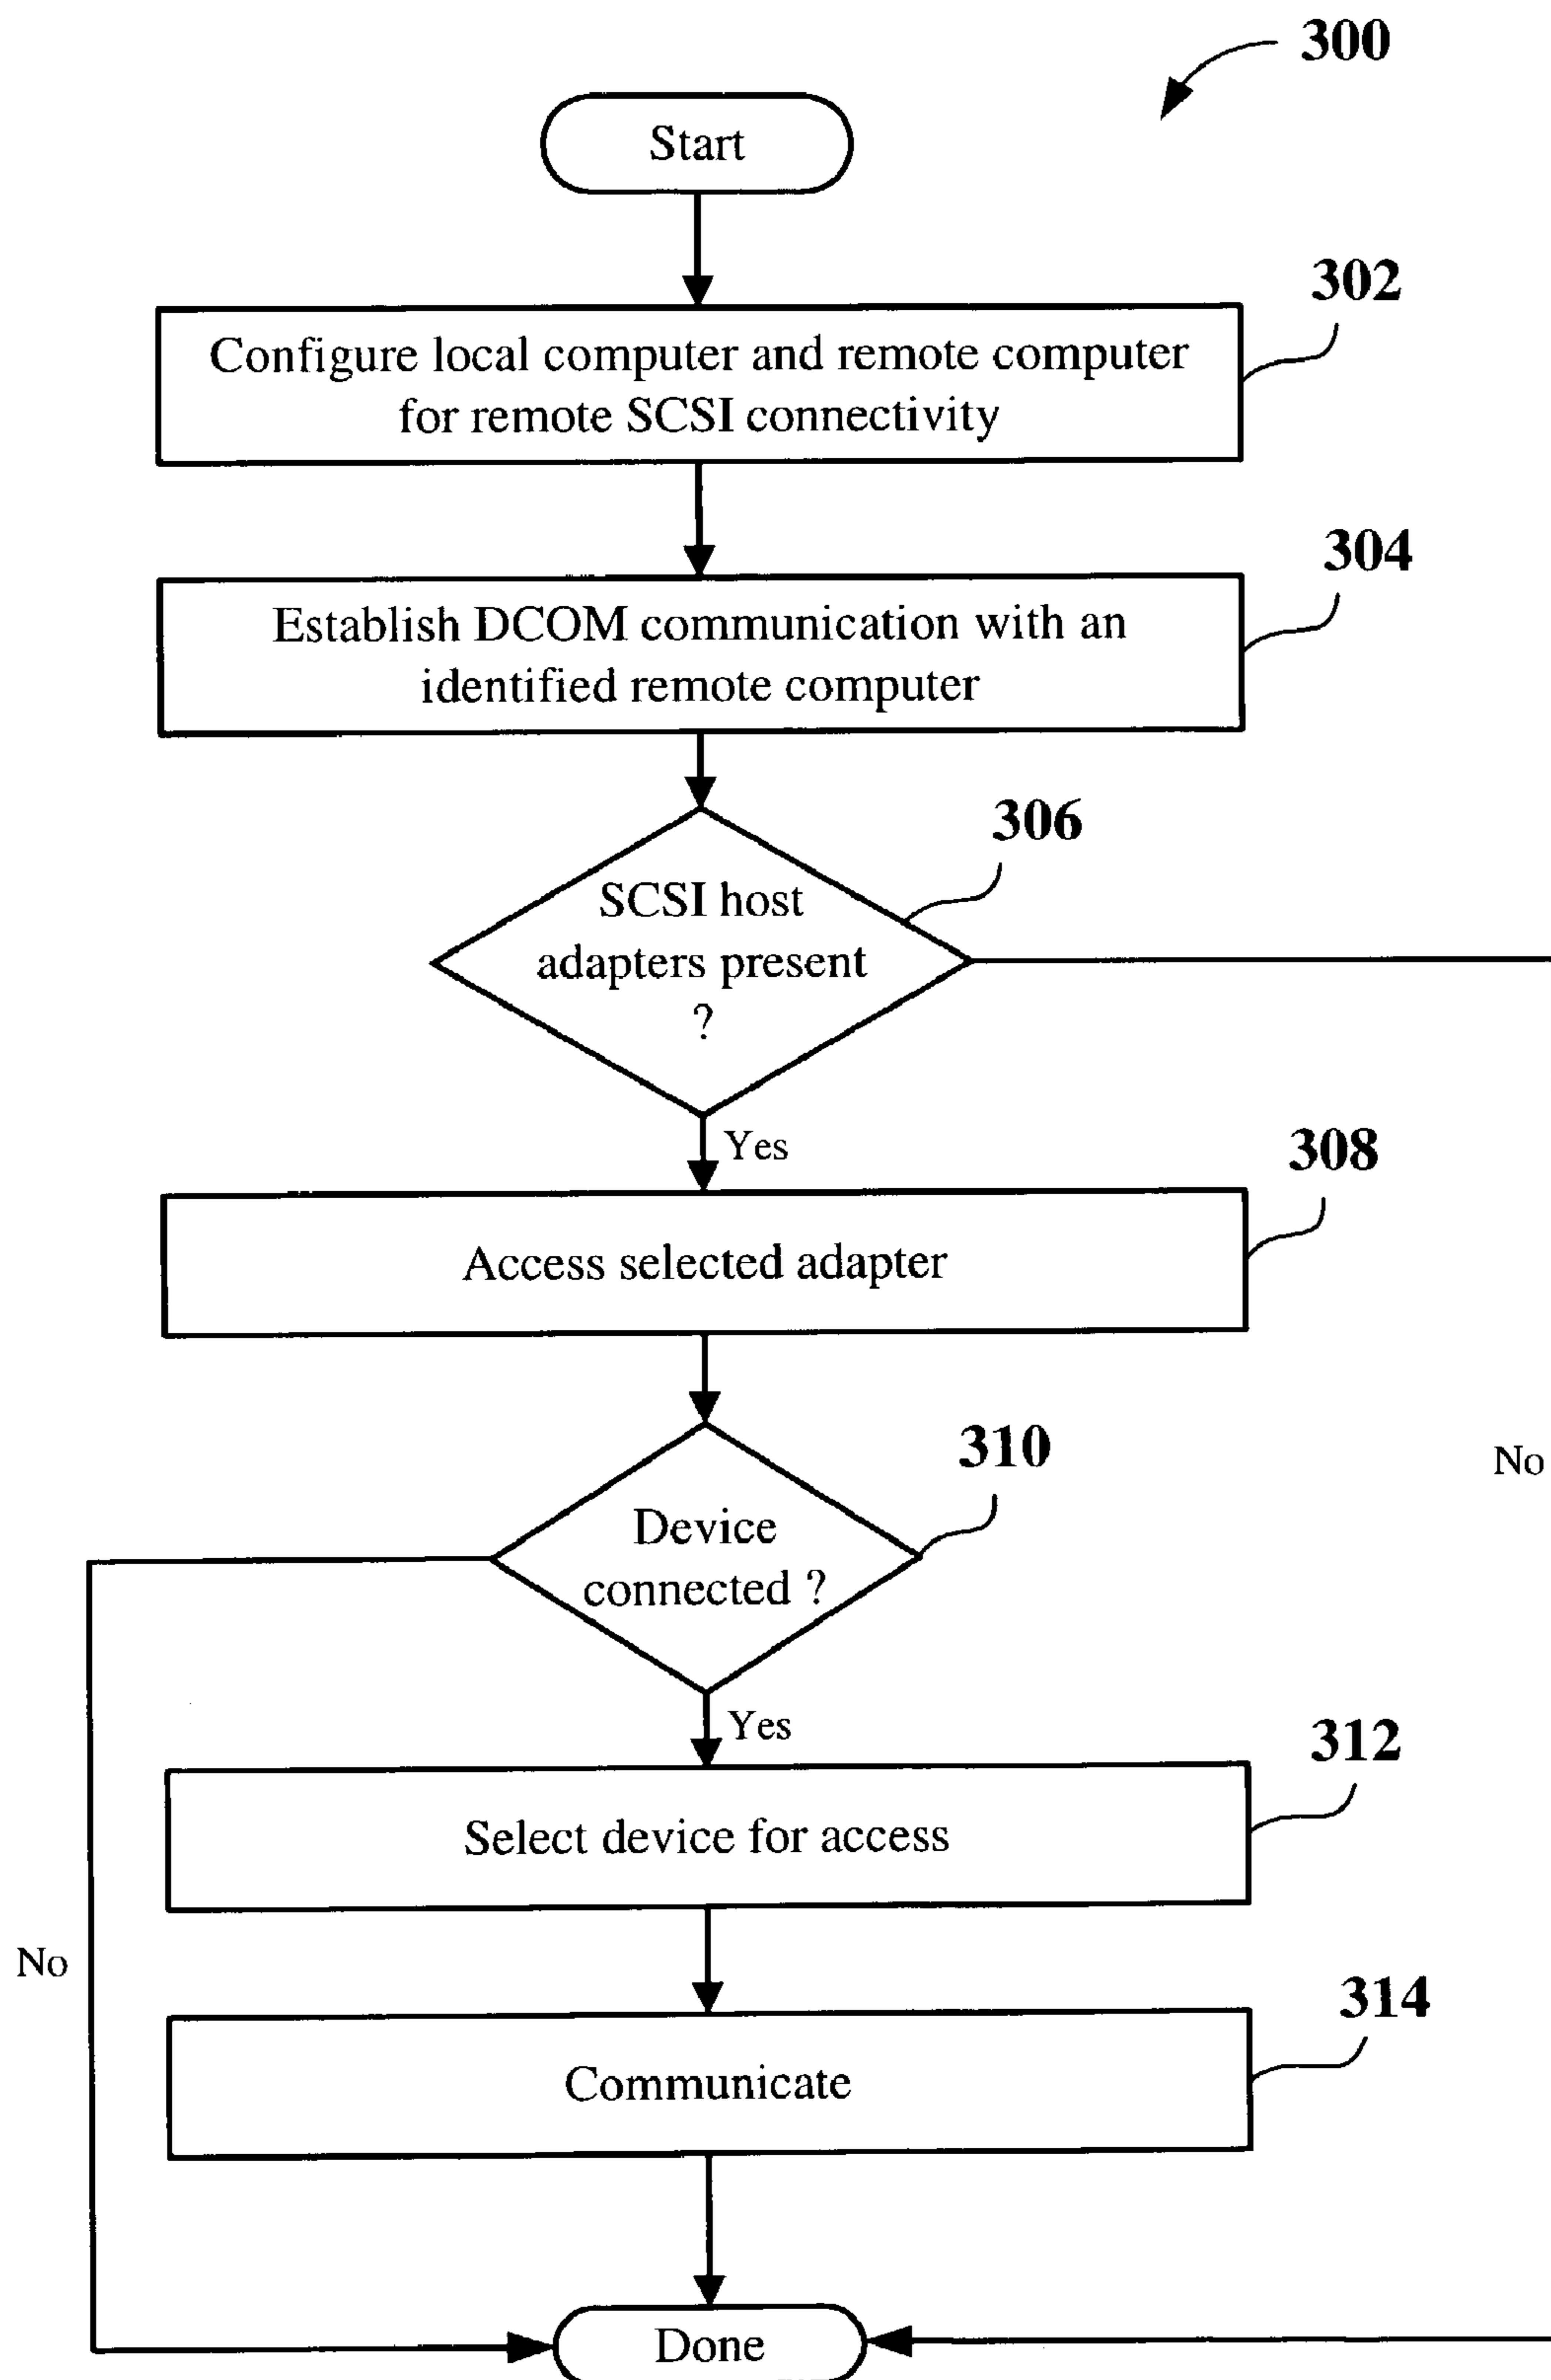 300
Start
302
Configure local computer and remote computer
for remote SCSI connectivity
304
Establish DCOM communication with an
identified remote computer
306
SCSI host
adapters present
?
Yes
308
Access selected adapter
310
No
Device
connected ?
Yes
312
Select device for access
No
314
Communicate
Done